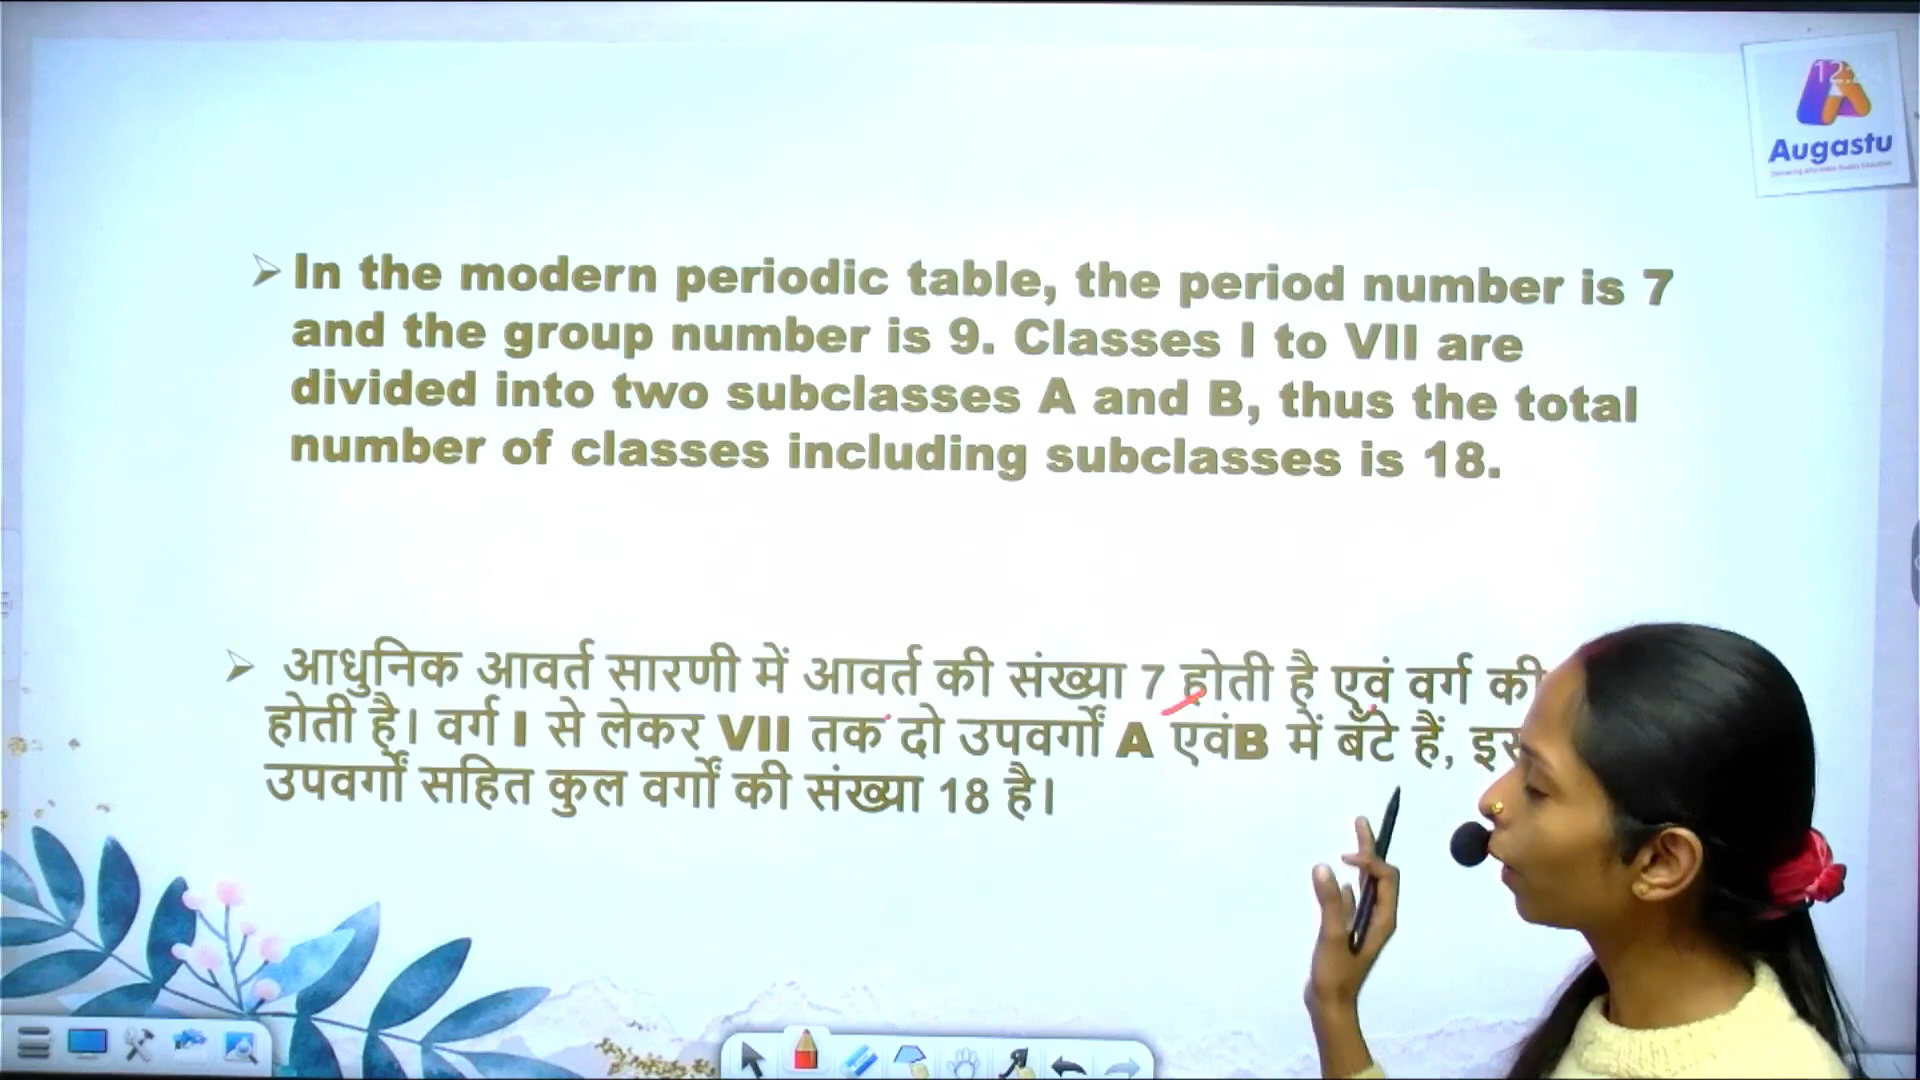 12:2
Augastu
In the modern periodic table, the period number is 7
and the group number is 9. Classes I to VII are
divided into two subclasses A and B, thus the total
number of classes including subclasses is 18.
आधुनिक आवर्त सारणी में आवर्त की संख्या 7 होती है एवं वर्ग की
होती है। वर्ग I से लेकर VII तक दो उपवर्गों A एवंB में बँटे हैं,
उपवर्गों सहित कुल वर्गों की संख्या 18 है।